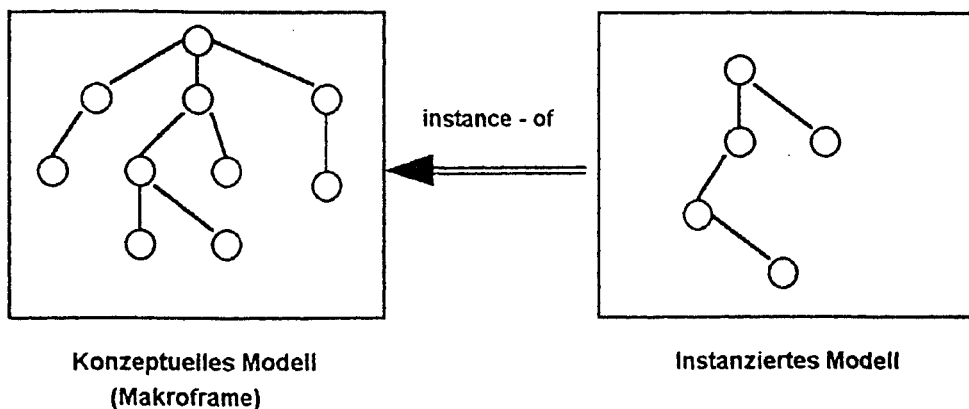 instance - of
Konzeptuelles Modell
(Makroframe)
Instanziertes Modell